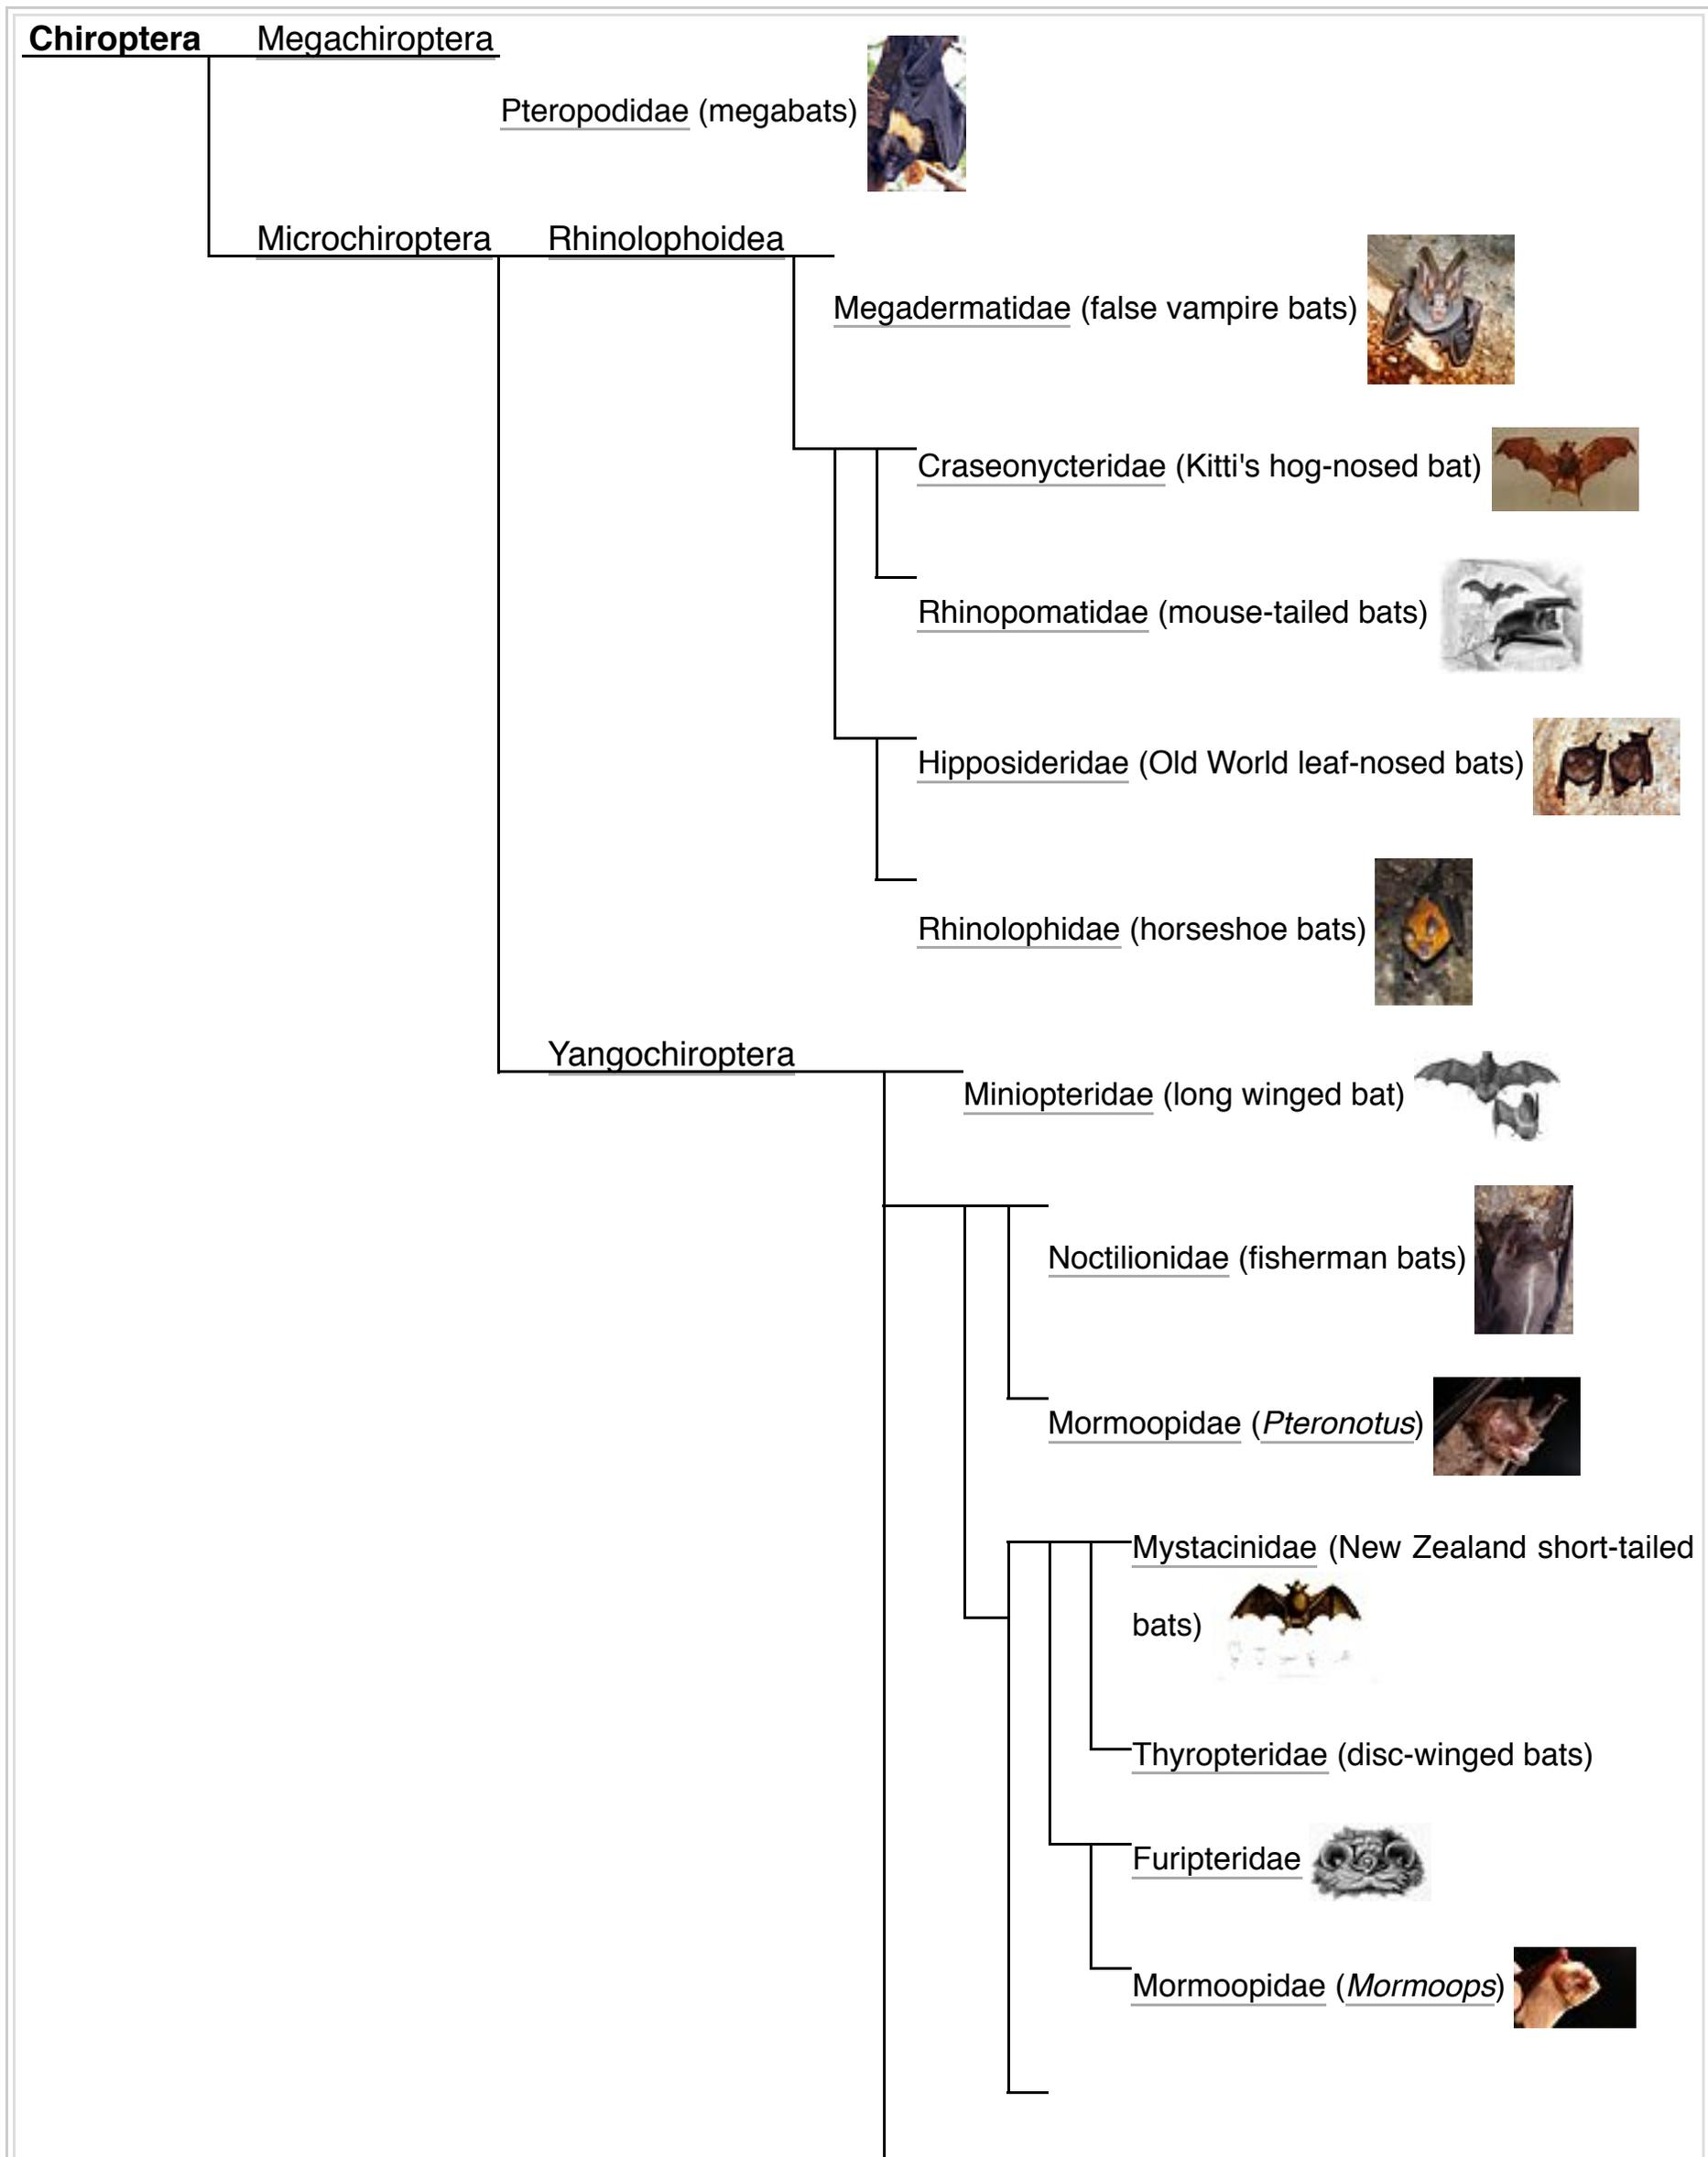 Chiroptera Megachiroptera
Pteropodidae (megabats)
Microchiroptera Rhinolophoidea
Megadermatidae (false vampire bats)
Craseonycteridae (Kitti's hog-nosed bat)
Rhinopomatidae (mouse-tailed bats)
Hipposideridae (Old World leaf-nosed bats)
Rhinolophidae (horseshoe bats)
Yangochiroptera
Miniopteridae (long winged bat)
Noctilionidae (fisherman bats)
Mormoopidae (Pteronotus)
Mystacinidae (New Zealand short-tailed
bats)
Thyropteridae (disc-winged bats)
Furipteridae
Mormoopidae (Mormoops)